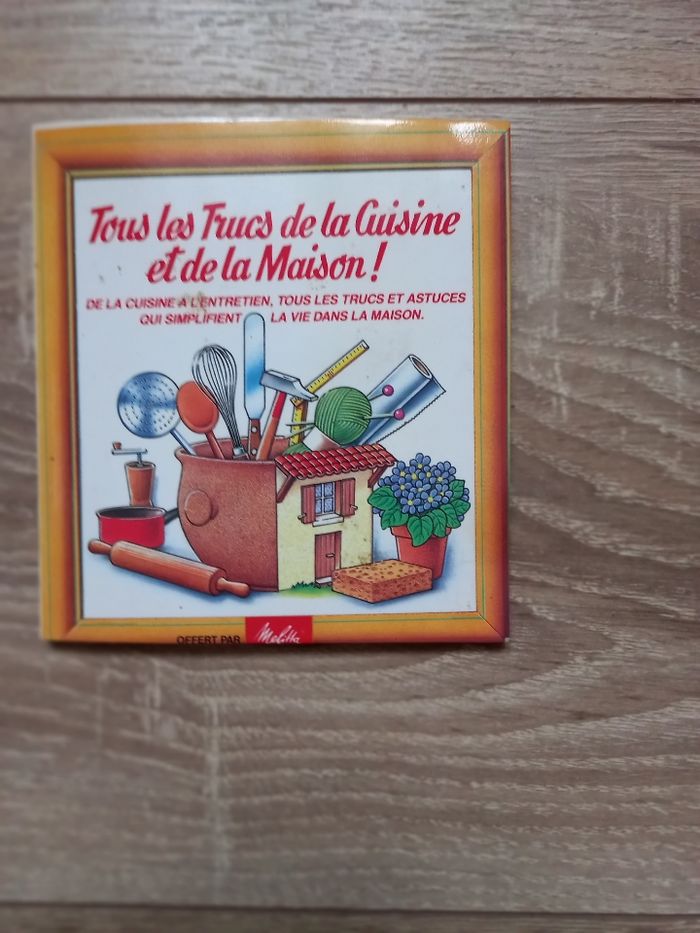 Tous les Trucs de la Cuisine
et de la Maison !
DE LA CUISINE A L'ENTRETIEN, TOUS LES TRUCS ET ASTUCES
QUI SIMPLIFIENT LA VIE DANS LA MAISON.
OFFERT PAR Melitta